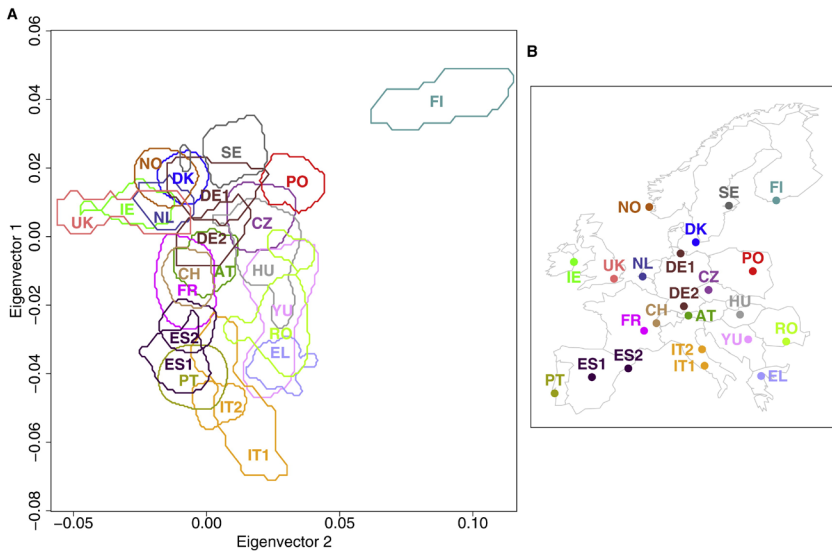 A
0.06
0.04
0.02
0.00
−0.02
−0.04
−0.06
−0.08
Eigenvector 1
−0.05
0.00
0.05
0.10
Eigenvector 2
FI
SE
NO
DK
PO
DE1
IE
NL
UK
CZ
DE2
CH
AT
HU
FR
YU
RO
ES2
EL
ES1
PT
IT2
IT1
B
NO
SE
FI
DK
IE
UK
NL
DE1
PO
CZ
DE2
HU
CH
AT
FR
YU
RO
IT2
IT1
ES1
ES2
PT
EL